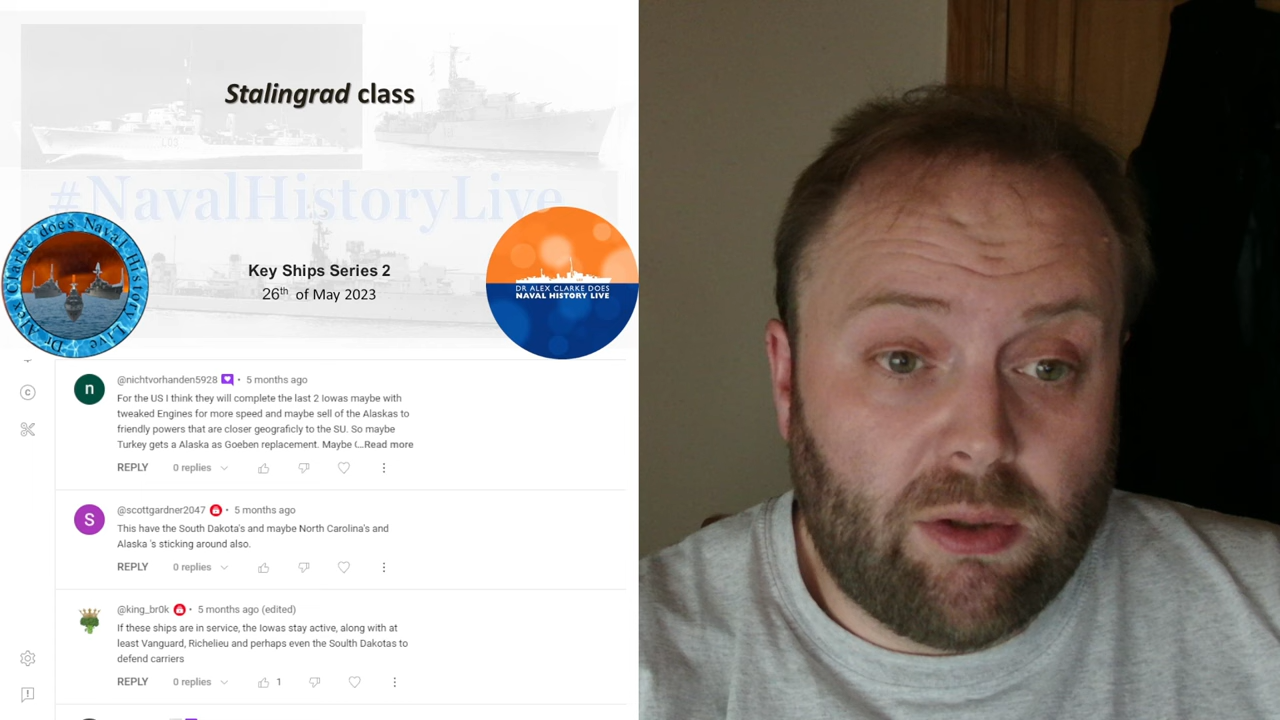 Stalingrad class
#NavalHistoryLive
Dr Alex Clarke does Naval History Live
Key Ships Series 2
26th of May 2023
DR ALEX CLARKE DOES
NAVAL HISTORY LIVE
n
@nichtvorhanden5928 • 5 months ago
For the US I think they will complete the last 2 Iowas maybe with
tweaked Engines for more speed and maybe sell of the Alaskas to
friendly powers that are closer geograficly to the SU. So maybe
Turkey gets a Alaska as Goeben replacement. Maybe (...Read more
REPLY 0 replies
S
@scottgardner2047 • 5 months ago
This have the South Dakota's and maybe North Carolina's and
Alaska 's sticking around also.
REPLY 0 replies
@king_br0k • 5 months ago (edited)
If these ships are in service, the Iowas stay active, along with at
least Vanguard, Richelieu and perhaps even the SoUth Dakotas to
defend carriers
REPLY 0 replies 1